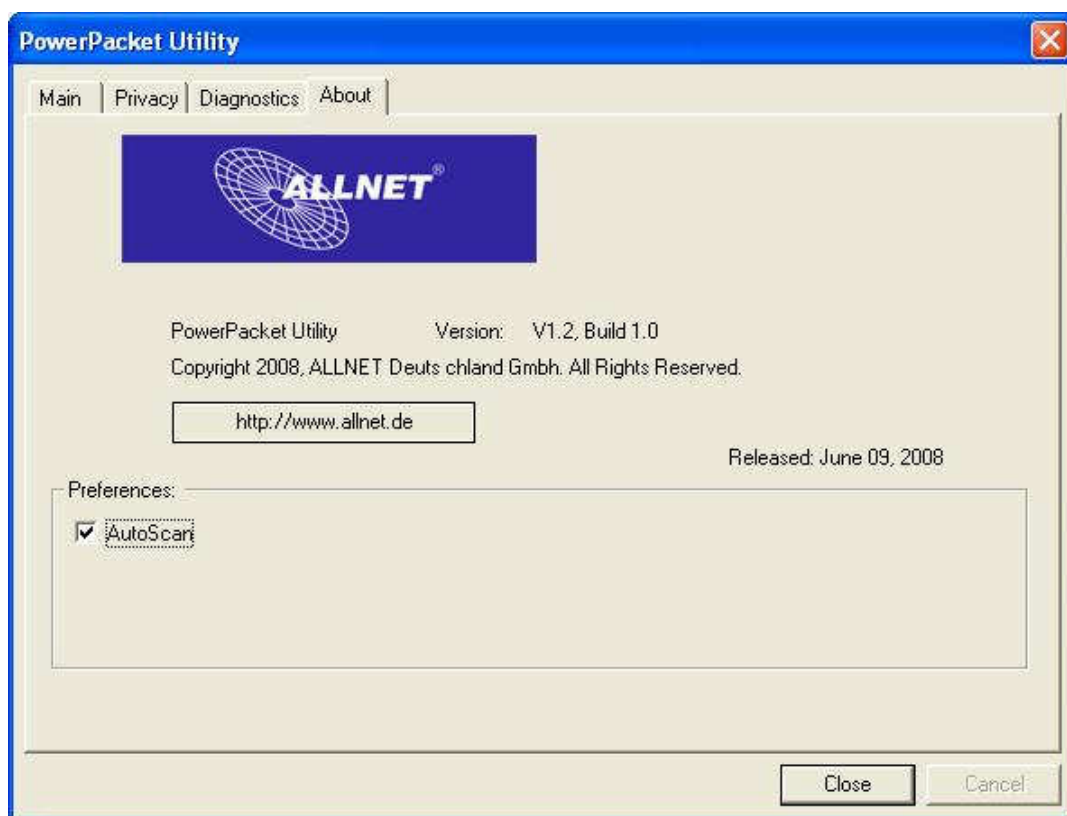 PowerPacket Utility
Main Privacy Diagnostics About
ALLNET®
PowerPacket Utility Version: V1.2, Build 1.0
Copyright 2008, ALLNET Deuts chland Gmbh. All Rights Reserved.
http://www.allnet.de
Released: June 09, 2008
Preferences:
AutoScan
Close Cancel